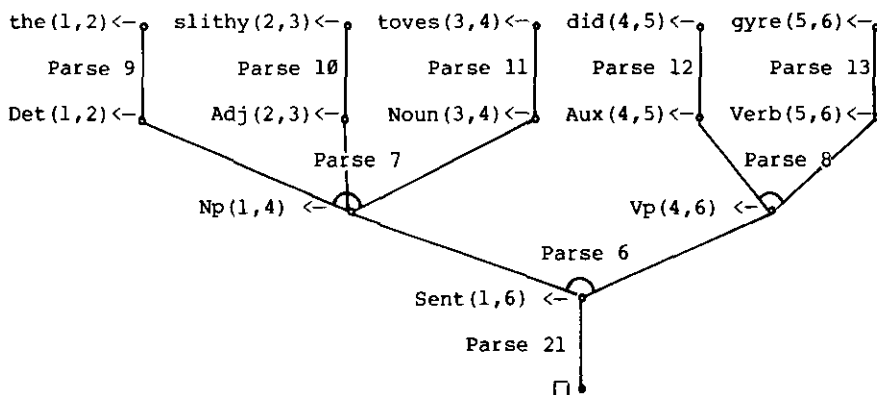 the(1,2)<- slithy(2,3)<- toves(3,4)<- did(4,5)<- gyre(5,6)<-
Parse 9 Parse 10 Parse 11 Parse 12 Parse 13
Det(1,2)<- Adj(2,3)<- Noun(3,4)<- Aux(4,5)<- Verb(5,6)<-
Parse 7 Parse 8
Np(1,4) <- Vp(4,6) <-
Parse 6
Sent(1,6) <-
Parse 21